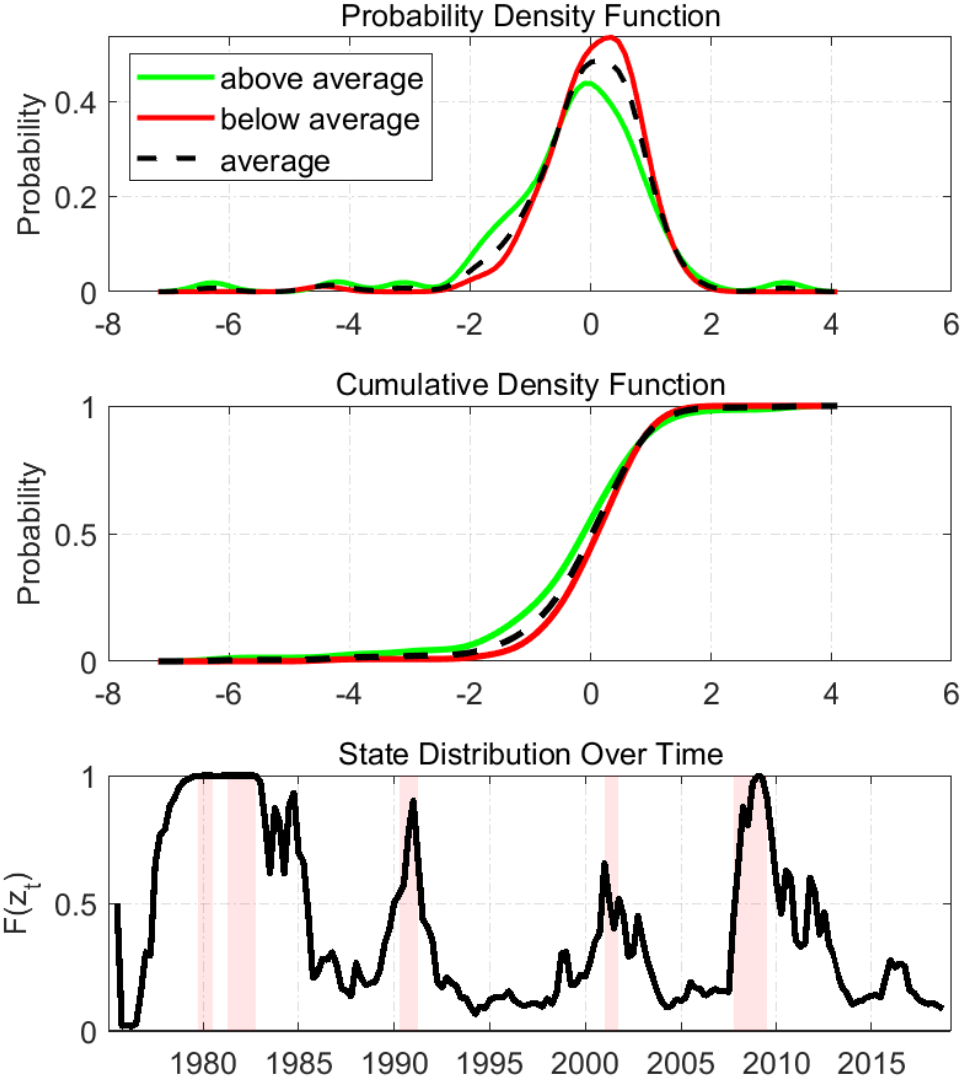 Probability Density Function
Probability
above average
below average
average
0.4
0.2
0
-8 -6 -4 -2 0 2 4 6
Cumulative Density Function
Probability
1
0.5
0
-8 -6 -4 -2 0 2 4 6
State Distribution Over Time
F(z_t)
1
0.5
0
1980 1985 1990 1995 2000 2005 2010 2015